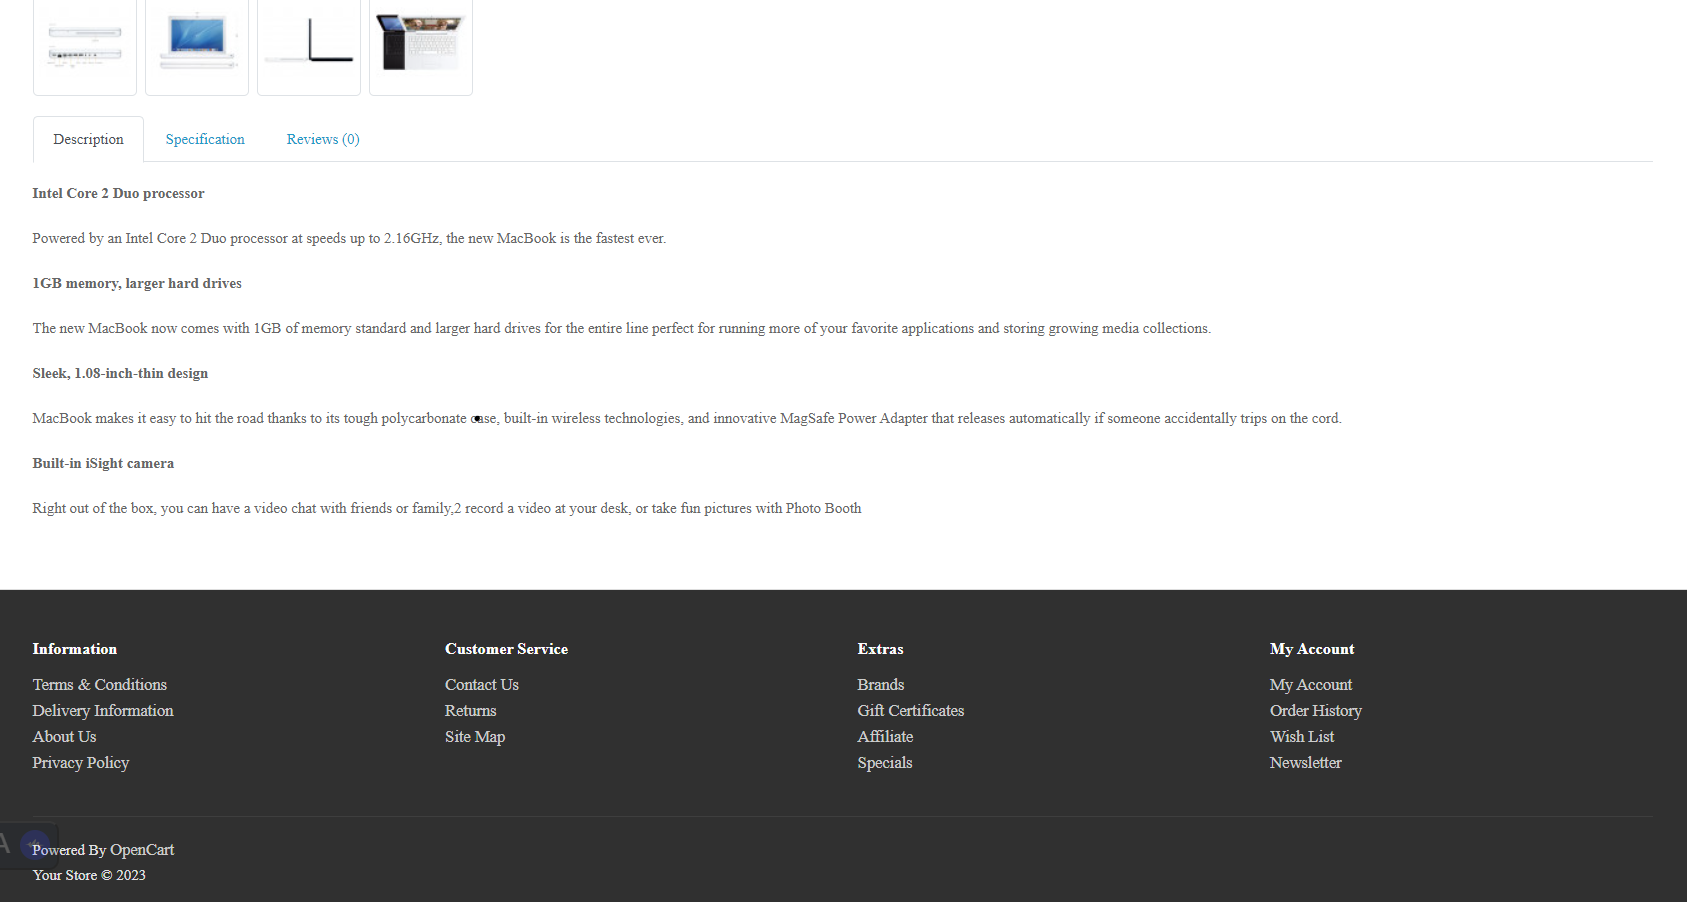 Description
Specification
Reviews (0)
Intel Core 2 Duo processor
Powered by an Intel Core 2 Duo processor at speeds up to 2.16GHz, the new MacBook is the fastest ever.
1GB memory, larger hard drives
The new MacBook now comes with 1GB of memory standard and larger hard drives for the entire line perfect for running more of your favorite applications and storing growing media collections.
Sleek, 1.08-inch-thin design
MacBook makes it easy to hit the road thanks to its tough polycarbonate case, built-in wireless technologies, and innovative MagSafe Power Adapter that releases automatically if someone accidentally trips on the cord.
Built-in iSight camera
Right out of the box, you can have a video chat with friends or family,2 record a video at your desk, or take fun pictures with Photo Booth
Information
Terms & Conditions
Delivery Information
About Us
Privacy Policy
Customer Service
Contact Us
Returns
Site Map
Extras
Brands
Gift Certificates
Affiliate
Specials
My Account
My Account
Order History
Wish List
Newsletter
A
Powered By OpenCart
Your Store © 2023